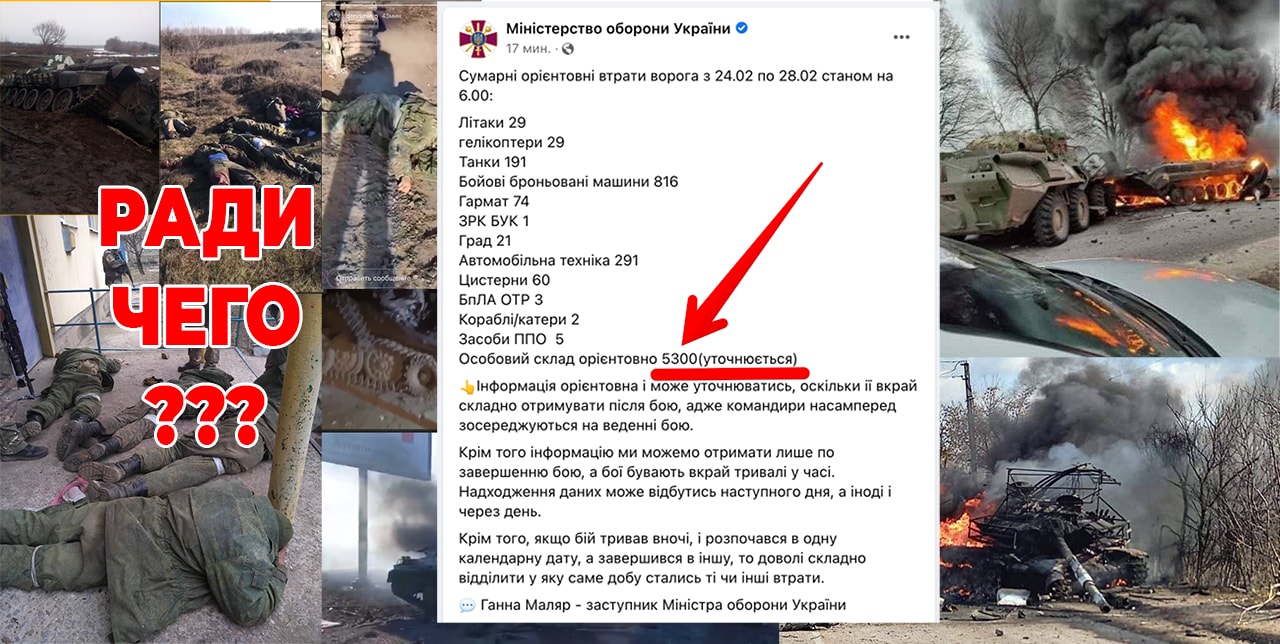 РАДИ
ЧЕГО
???
43мин.
Отправить сообщение
Міністерство оборони України
17 мин. ·
Сумарні орієнтовні втрати ворога з 24.02 по 28.02 станом на
6.00:
Літаки 29
гелікоптери 29
Танки 191
Бойові броньовані машини 816
Гармат 74
ЗРК БУК 1
Град 21
Автомобільна техніка 291
Цистерни 60
БпЛА ОТР 3
Кораблі/катери 2
Засоби ППО 5
Особовий склад орієнтовно 5300(уточнюється)
👆Інформація орієнтовна і може уточнюватись, оскільки її вкрай
складно отримувати після бою, адже командири насамперед
зосереджуються на веденні бою.
Крім того інформацію ми можемо отримати лише по
завершенню бою, а бої бувають вкрай тривалі у часі.
Надходження даних може відбутись наступного дня, а іноді і
через день.
Крім того, якщо бій тривав вночі, і розпочався в одну
календарну дату, а завершився в іншу, то доволі складно
відділити у яку саме добу стались ті чи інші втрати.
💬 Ганна Маляр - заступник Міністра оборони України